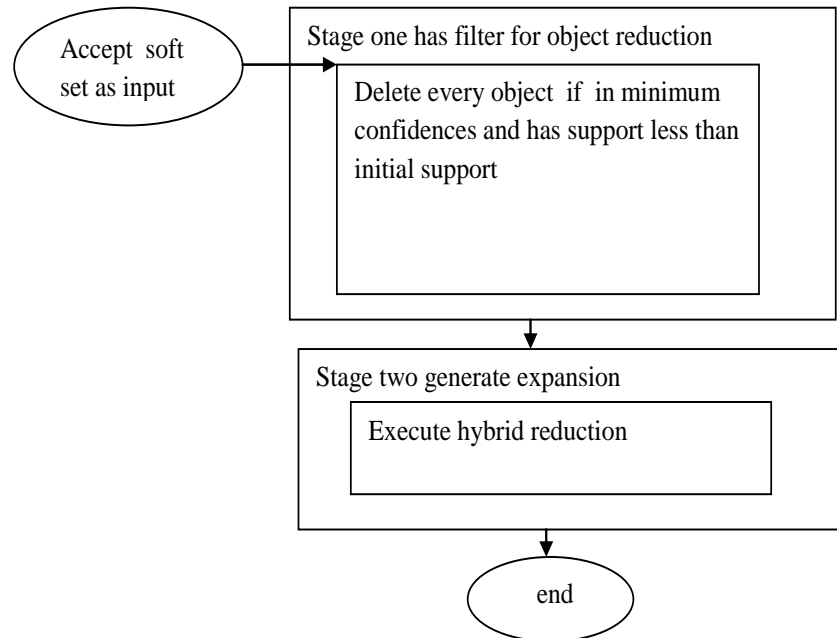 Accept soft
set as input
Stage one has filter for object reduction
Delete every object if in minimum
confidences and has support less than
initial support
Stage two generate expansion
Execute hybrid reduction
end